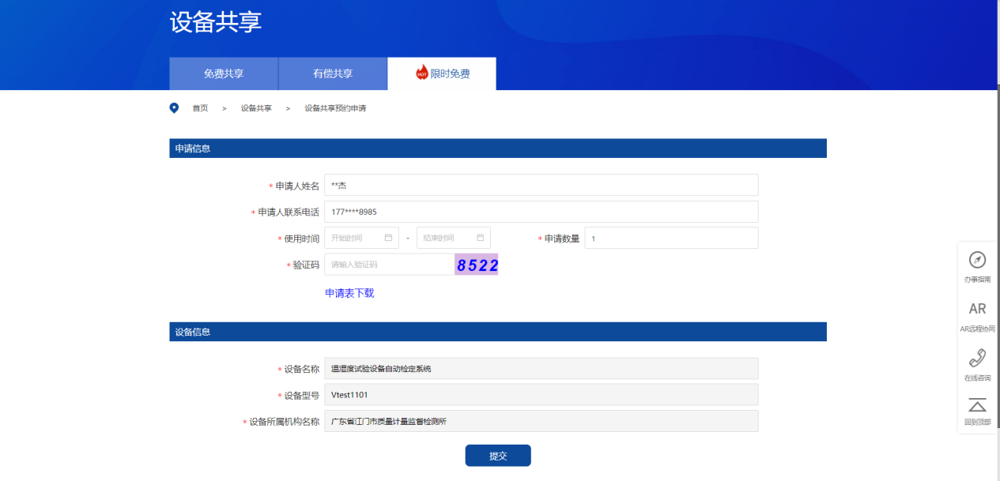 设备共享
免费共享 有偿共享 HOT 限时免费
首页 > 设备共享 > 设备共享预约申请
申请信息
* 申请人姓名 **杰
* 申请人联系电话 177****8985
* 使用时间 开始时间 - 结束时间 * 申请数量 1
* 验证码 请输入验证码 8522
申请表下载
设备信息
* 设备名称 温湿度试验设备自动检定系统
* 设备型号 Vtest1101
* 设备所属机构名称 广东省江门市质量计量监督检测所
提交
办事指南
AR
AR远程协同
在线咨询
回到顶部